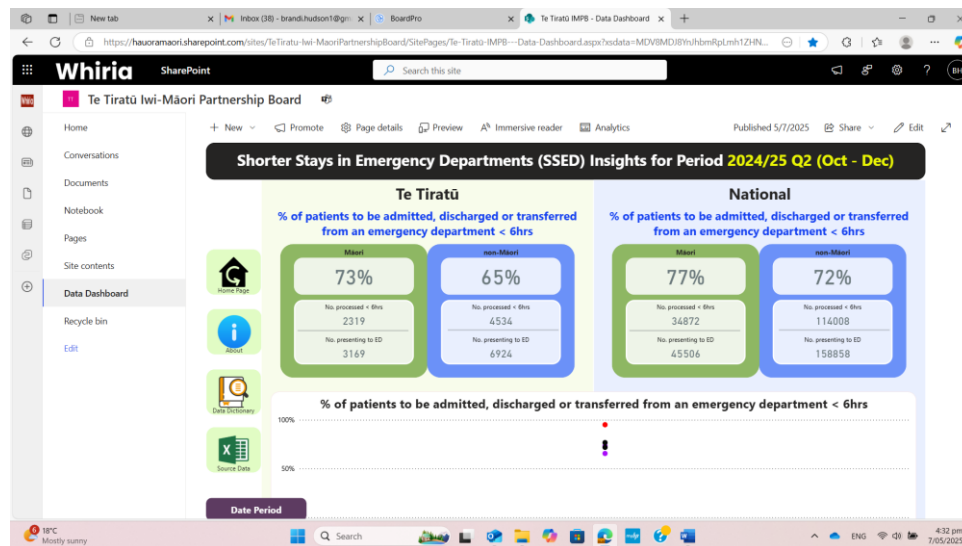 New tab
Inbox (38) - brandi.hudson1@gm
BoardPro
Te Tiratū IMPB - Data Dashboard
https://hauoramaori.sharepoint.com/sites/TeTiratu-Iwi-MaoriPartnershipBoard/SitePages/Te-Tiratu-IMPB---Data-Dashboard.aspx?xsdata=MDV8MDJ8YnJhbmRpLmh1ZHN...
Whiria
SharePoint
Search this site
BH
Whiria
TT
Te Tiratū Iwi-Māori Partnership Board
Home
Conversations
Documents
Notebook
Pages
Site contents
Data Dashboard
Recycle bin
Edit
New
Promote
Page details
Preview
Immersive reader
Analytics
Published 5/7/2025
Share
Edit
Shorter Stays in Emergency Departments (SSED) Insights for Period 2024/25 Q2 (Oct - Dec)
Home Page
About
Data Dictionary
Source Data
Date Period
Te Tiratū
% of patients to be admitted, discharged or transferred
from an emergency department < 6hrs
Māori
73%
No. processed < 6hrs
2319
No. presenting to ED
3169
non-Māori
65%
No. processed < 6hrs
4534
No. presenting to ED
6924
National
% of patients to be admitted, discharged or transferred
from an emergency department < 6hrs
Māori
77%
No. processed < 6hrs
34872
No. presenting to ED
45506
non-Māori
72%
No. processed < 6hrs
114008
No. presenting to ED
158858
% of patients to be admitted, discharged or transferred from an emergency department < 6hrs
100%
50%
6
18°C
Mostly sunny
Search
ENG
4:32 pm
7/05/2025